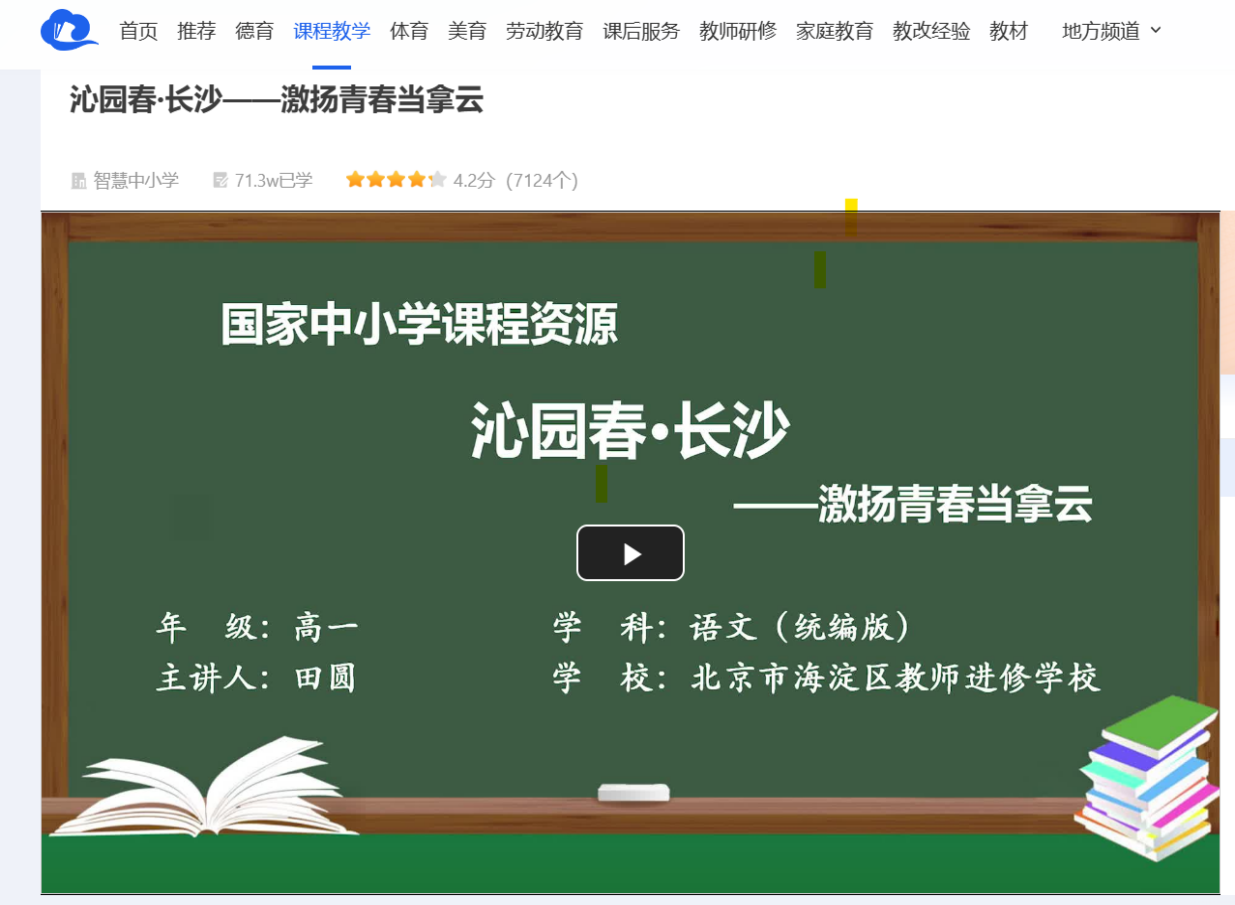 首页 推荐 德育 课程教学 体育 美育 劳动教育 课后服务 教师研修 家庭教育 教改经验 教材 地方频道
沁园春·长沙——激扬青春当拿云
智慧中小学 71.3w已学 4.2分 (7124个)
国家中小学课程资源
沁园春·长沙
——激扬青春当拿云
年 级：高一 学 科：语文（统编版）
主讲人：田圆 学 校：北京市海淀区教师进修学校